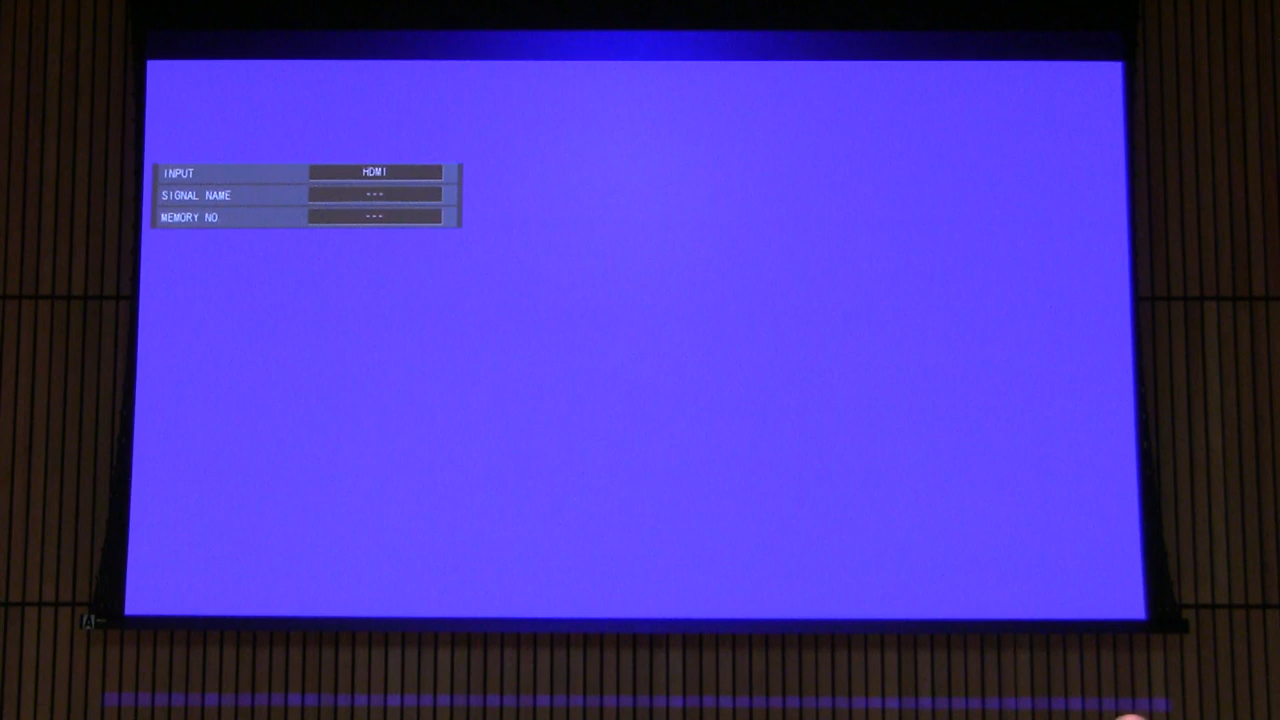 INPUT HDMI
SIGNAL NAME ---
MEMORY NO. ---
A